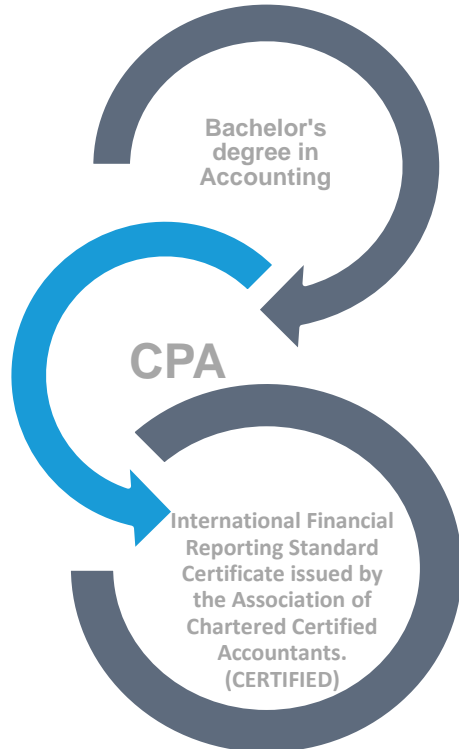 Bachelor's
degree in
Accounting
CPA
International Financial
Reporting Standard
Certificate issued by
the Association of
Chartered Certified
Accountants.
(CERTIFIED)